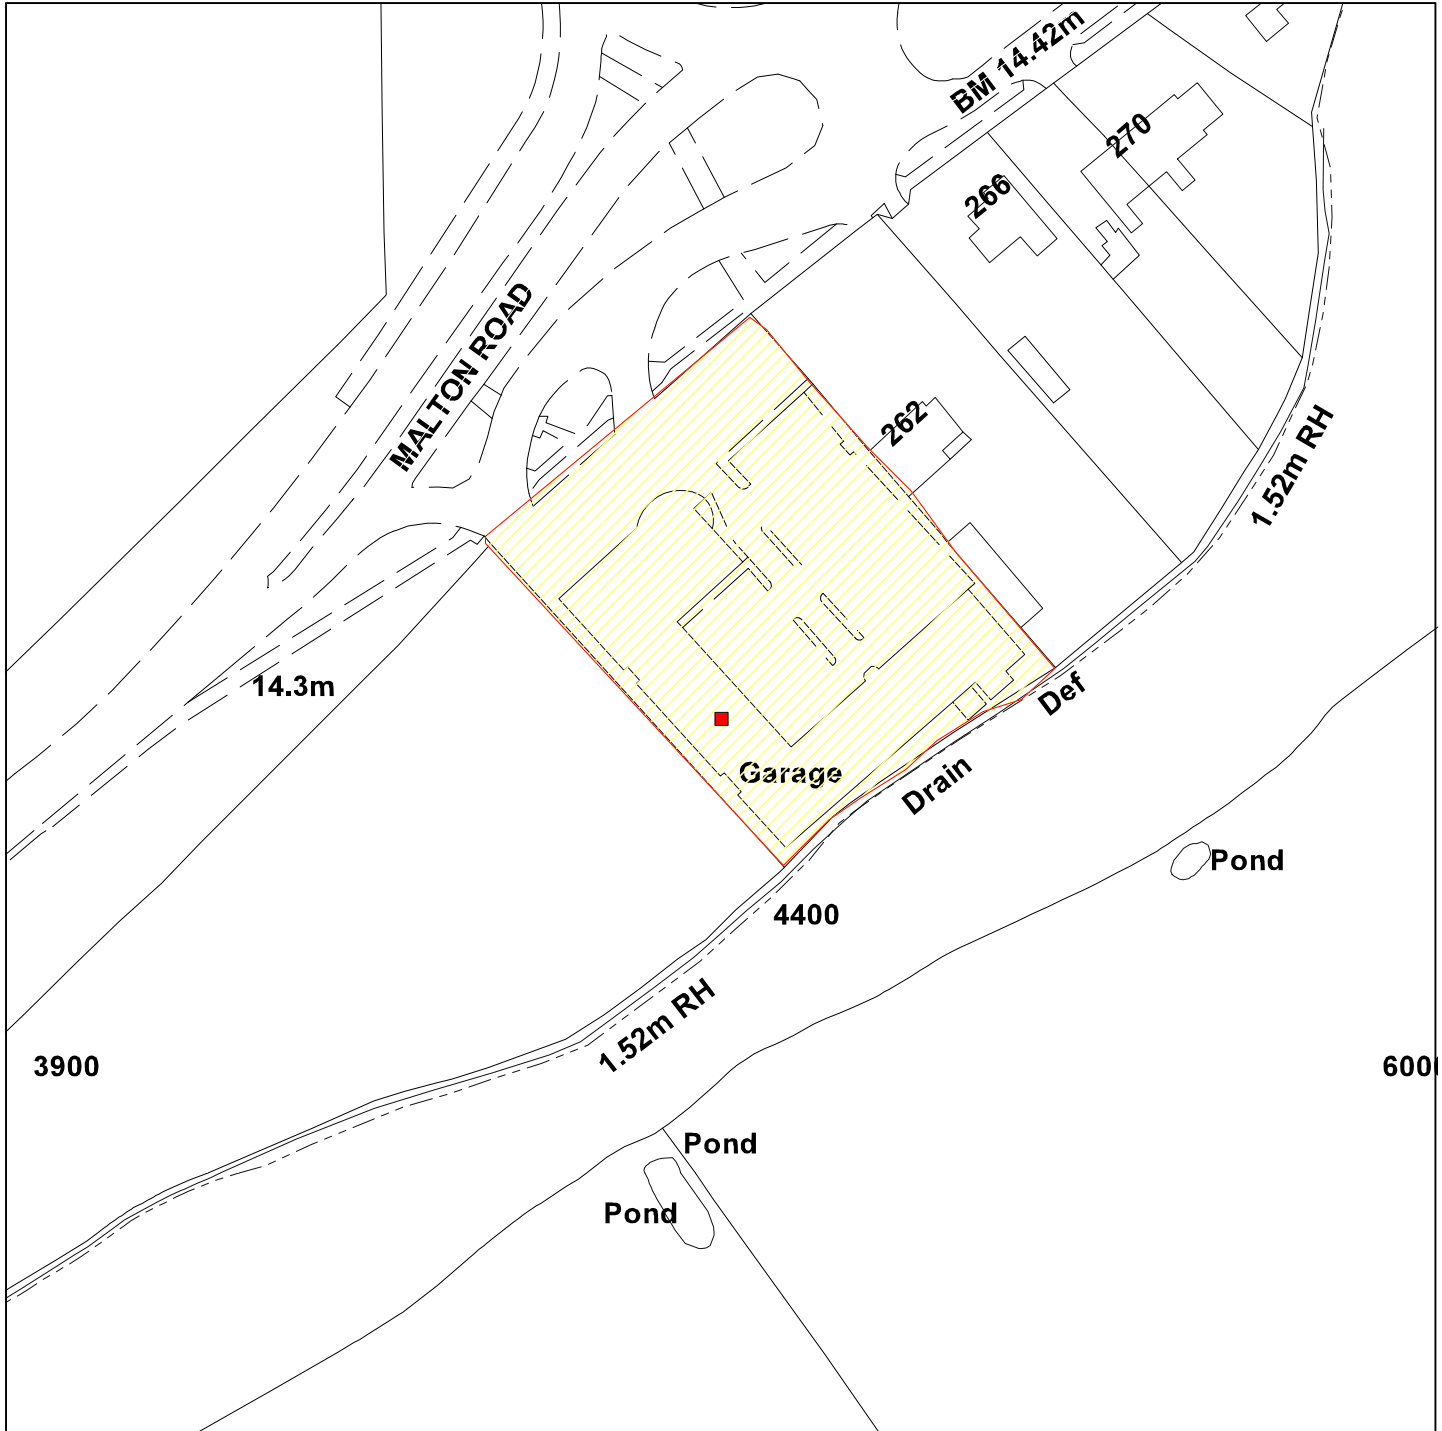 BM 14.42m
270
266
MALTON ROAD
262
1.52m RH
14.3m
Def
Garage
Drain
Pond
4400
1.52m RH
3900
Pond
Pond